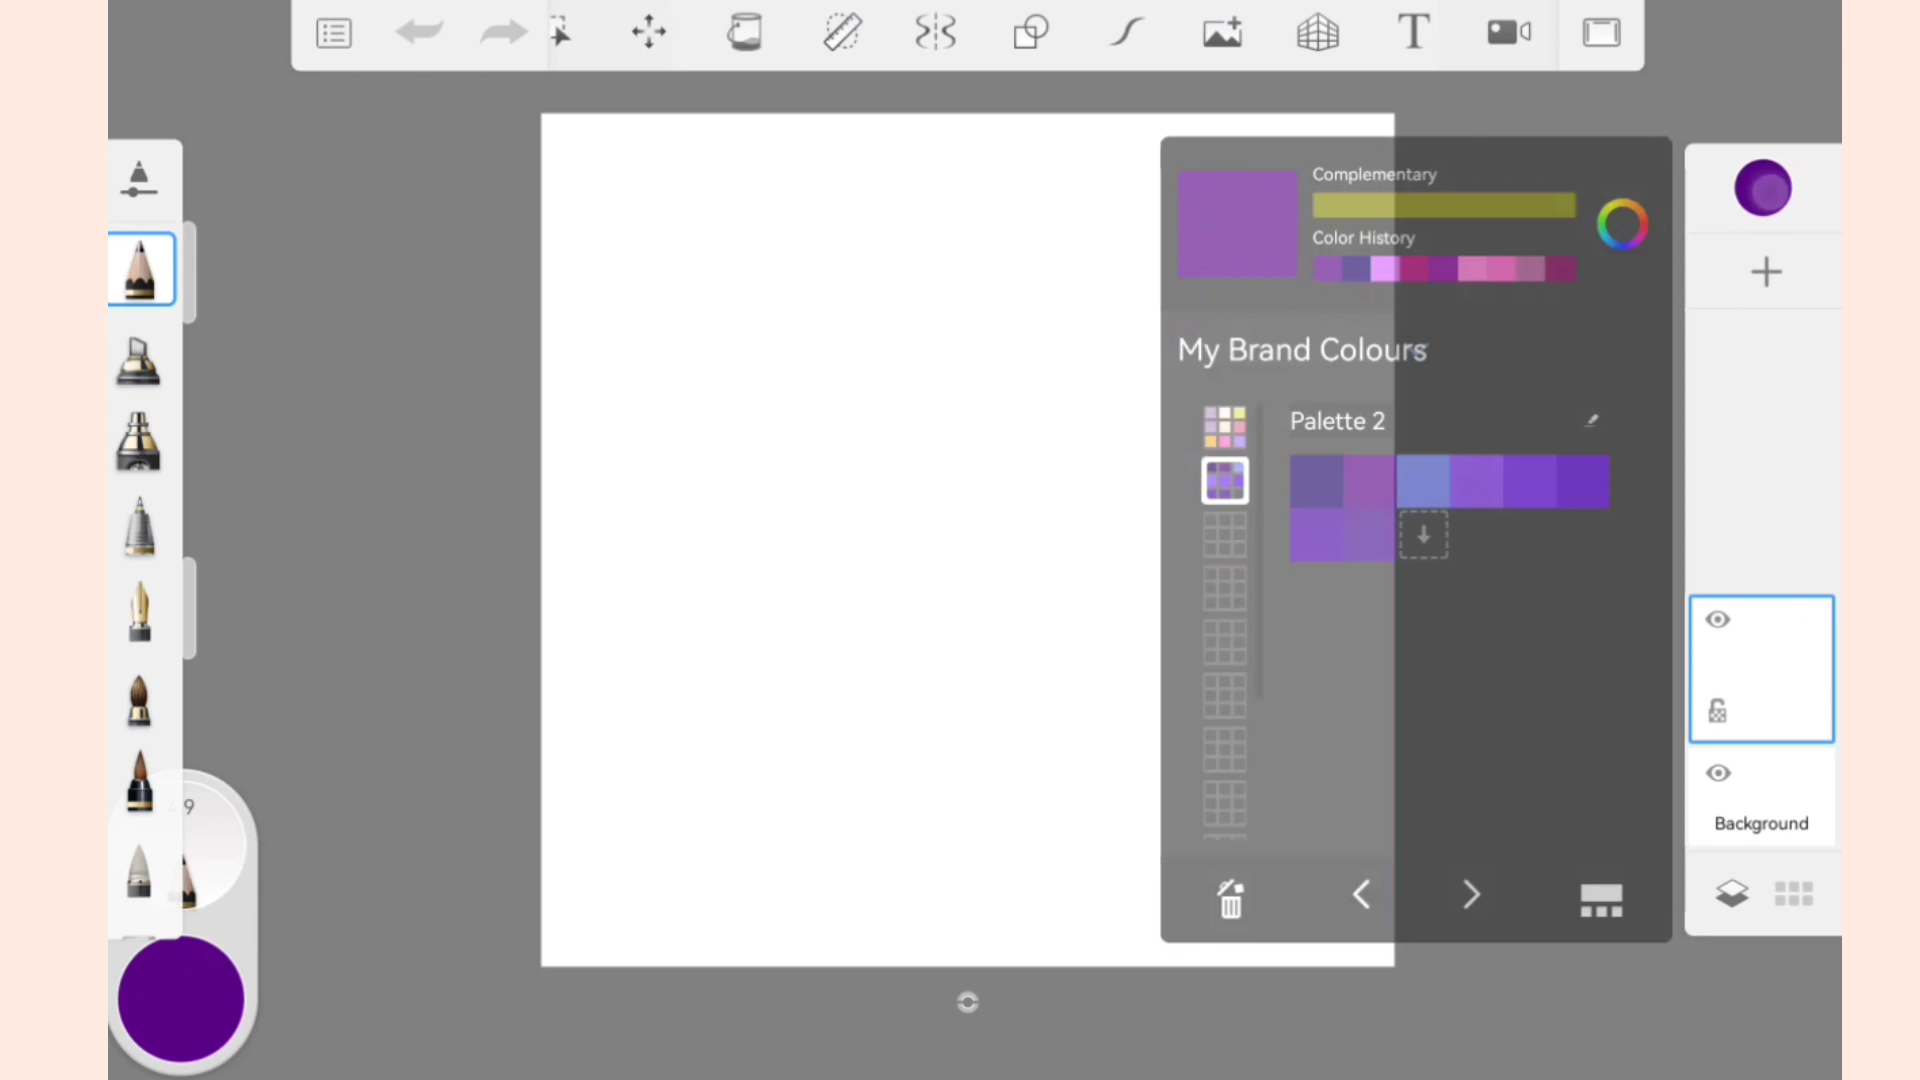 Complementary
Color History
My Brand Colours
Palette 2
Background